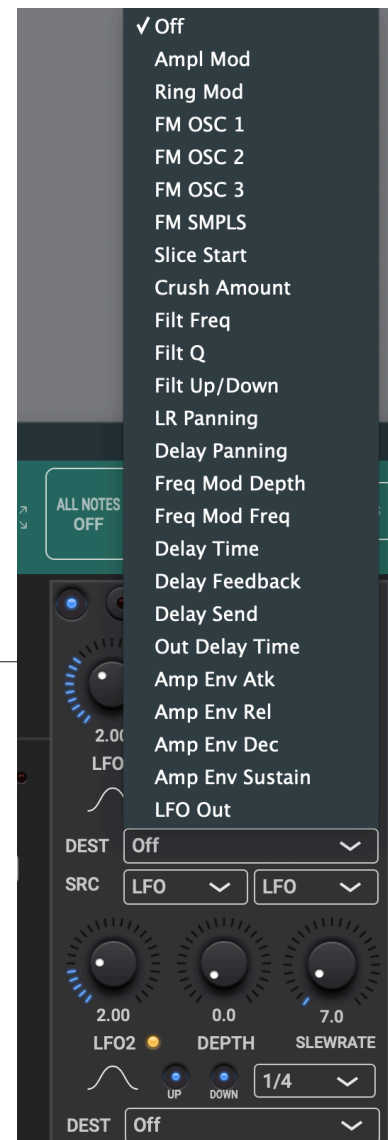 ✓ Off
Ampl Mod
Ring Mod
FM OSC 1
FM OSC 2
FM OSC 3
FM SMPLS
Slice Start
Crush Amount
Filt Freq
Filt Q
Filt Up/Down
LR Panning
Delay Panning
Freq Mod Depth
Freq Mod Freq
Delay Time
Delay Feedback
Delay Send
Out Delay Time
Amp Env Atk
Amp Env Rel
Amp Env Dec
Amp Env Sustain
LFO Out
ALL NOTES
OFF
2.00
LFO
DEST Off
SRC LFO LFO
2.00 0.0 7.0
LFO2 DEPTH SLEWRATE
UP DOWN 1/4
DEST Off